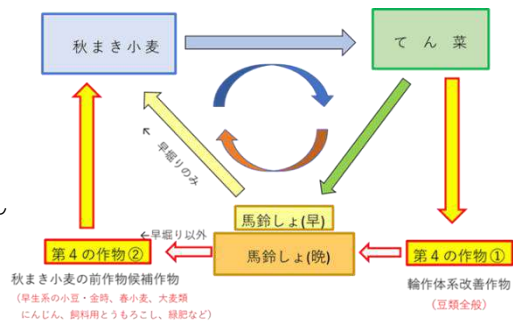 秋まき小麦
てん菜
早掘りのみ
馬鈴しょ(早)
馬鈴しょ(晩)
←早掘り以外
第4の作物②
第4の作物①
秋まき小麦の前作物候補作物
(早生系の小豆・金時、春小麦、大麦類
にんじん、飼料用とうもろこし、緑肥など)
輪作体系改善作物
(豆類全般)